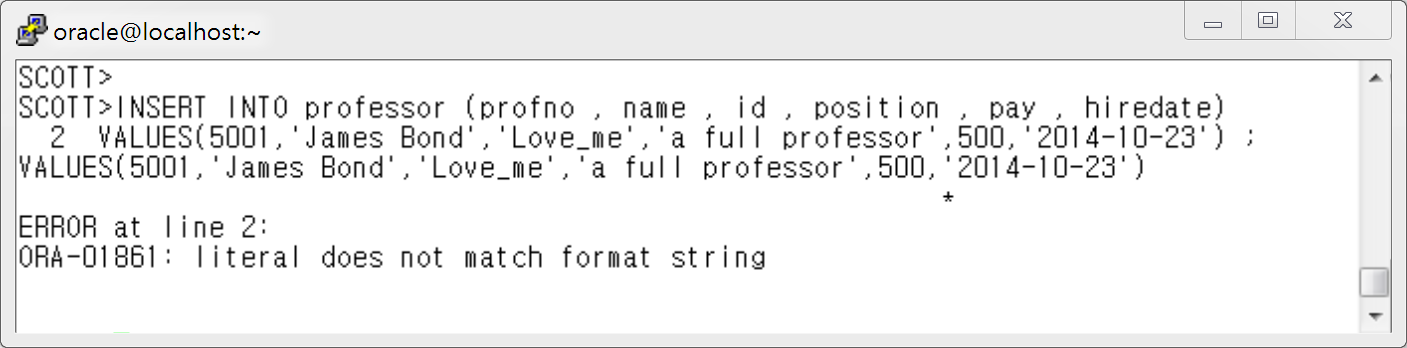 oracle@localhost:~
SCOTT>
SCOTT>INSERT INTO professor (profno , name , id , position , pay , hiredate)
  2  VALUES(5001,'James Bond','Love_me','a full professor',500,'2014-10-23') ;
VALUES(5001,'James Bond','Love_me','a full professor',500,'2014-10-23')
                                                           *
ERROR at line 2:
ORA-01861: literal does not match format string